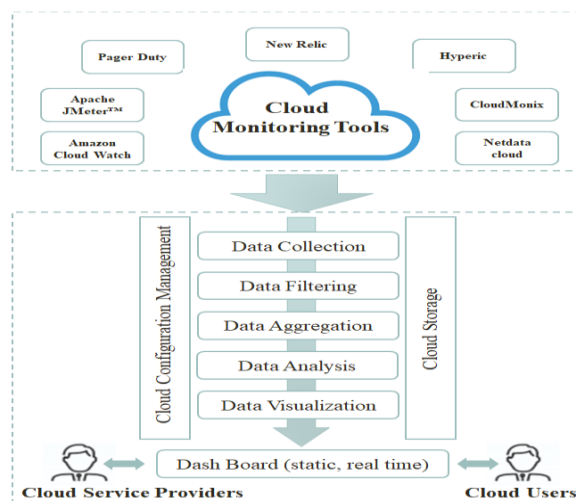 New Relic
Pager Duty
Hyperic
Apache
JMeter™
Cloud
Monitoring Tools
CloudMonix
Amazon
Cloud Watch
Netdata
cloud
Cloud Configuration Management
Data Collection
Data Filtering
Data Aggregation
Data Analysis
Data Visualization
Cloud Storage
Dash Board (static, real time)
Cloud Service Providers
Cloud Users